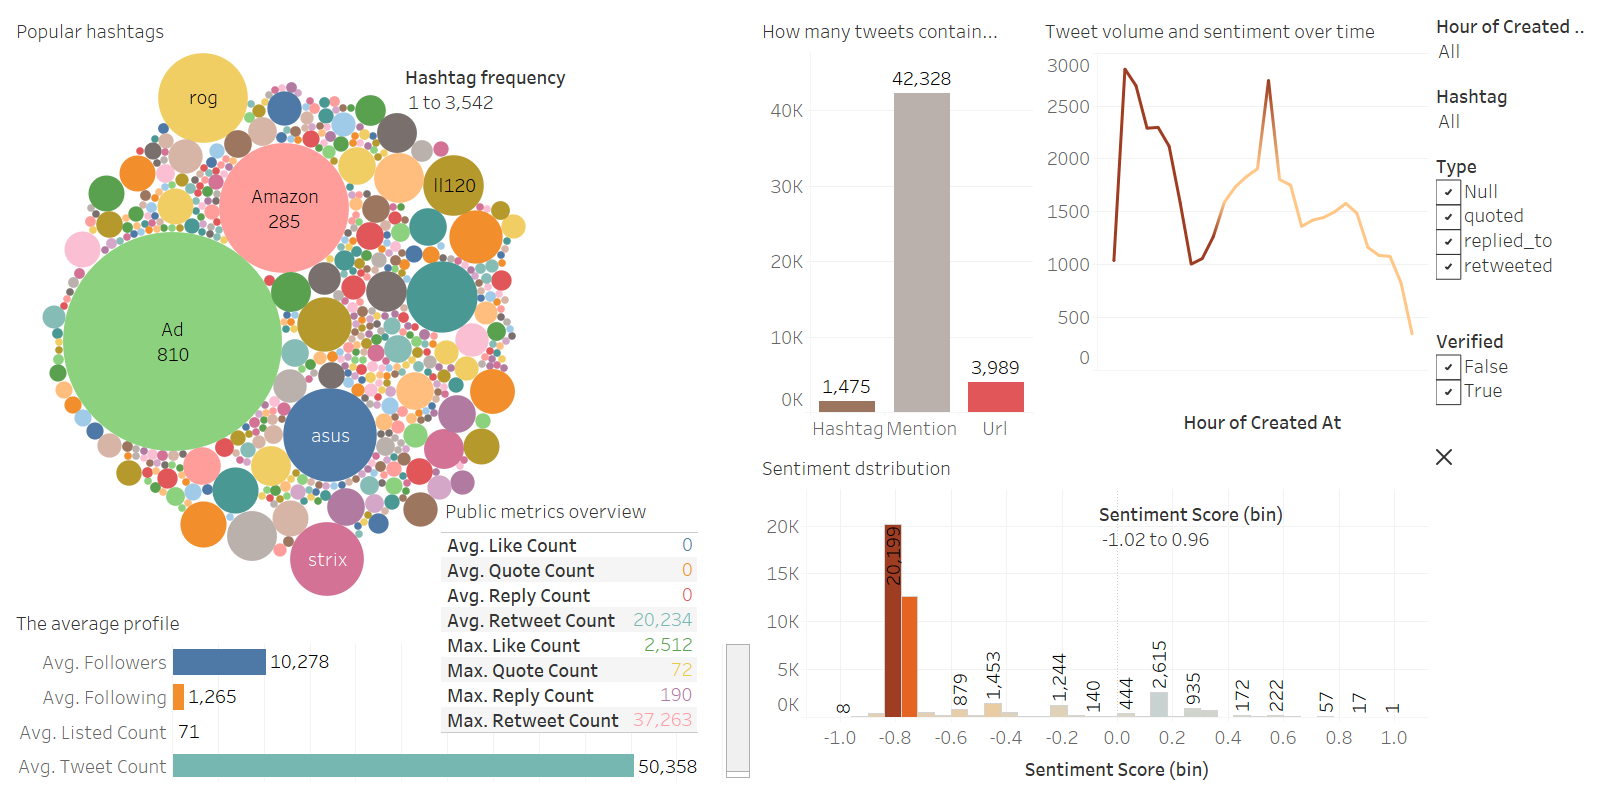 Popular hashtags
Hashtag frequency
1 to 3,542
rog
Amazon
285
ll120
Ad
810
asus
strix
Public metrics overview
Avg. Like Count 0
Avg. Quote Count 0
Avg. Reply Count 0
Avg. Retweet Count 20,234
Max. Like Count 2,512
Max. Quote Count 72
Max. Reply Count 190
Max. Retweet Count 37,263
The average profile
Avg. Followers 10,278
Avg. Following 1,265
Avg. Listed Count 71
Avg. Tweet Count 50,358
How many tweets contain...
40K
30K
20K
10K
0K
42,328
1,475
3,989
Hashtag Mention Url
Tweet volume and sentiment over time
3000
2500
2000
1500
1000
500
0
Hour of Created At
Sentiment dstribution
Sentiment Score (bin)
-1.02 to 0.96
20K
15K
10K
5K
0K
8 20,199 879 1,453 1,244 140 444 2,615 935 172 222 57 17 1
-1.0 -0.8 -0.6 -0.4 -0.2 0.0 0.2 0.4 0.6 0.8 1.0
Sentiment Score (bin)
Hour of Created ..
All
Hashtag
All
Type
Null
quoted
replied_to
retweeted
Verified
False
True